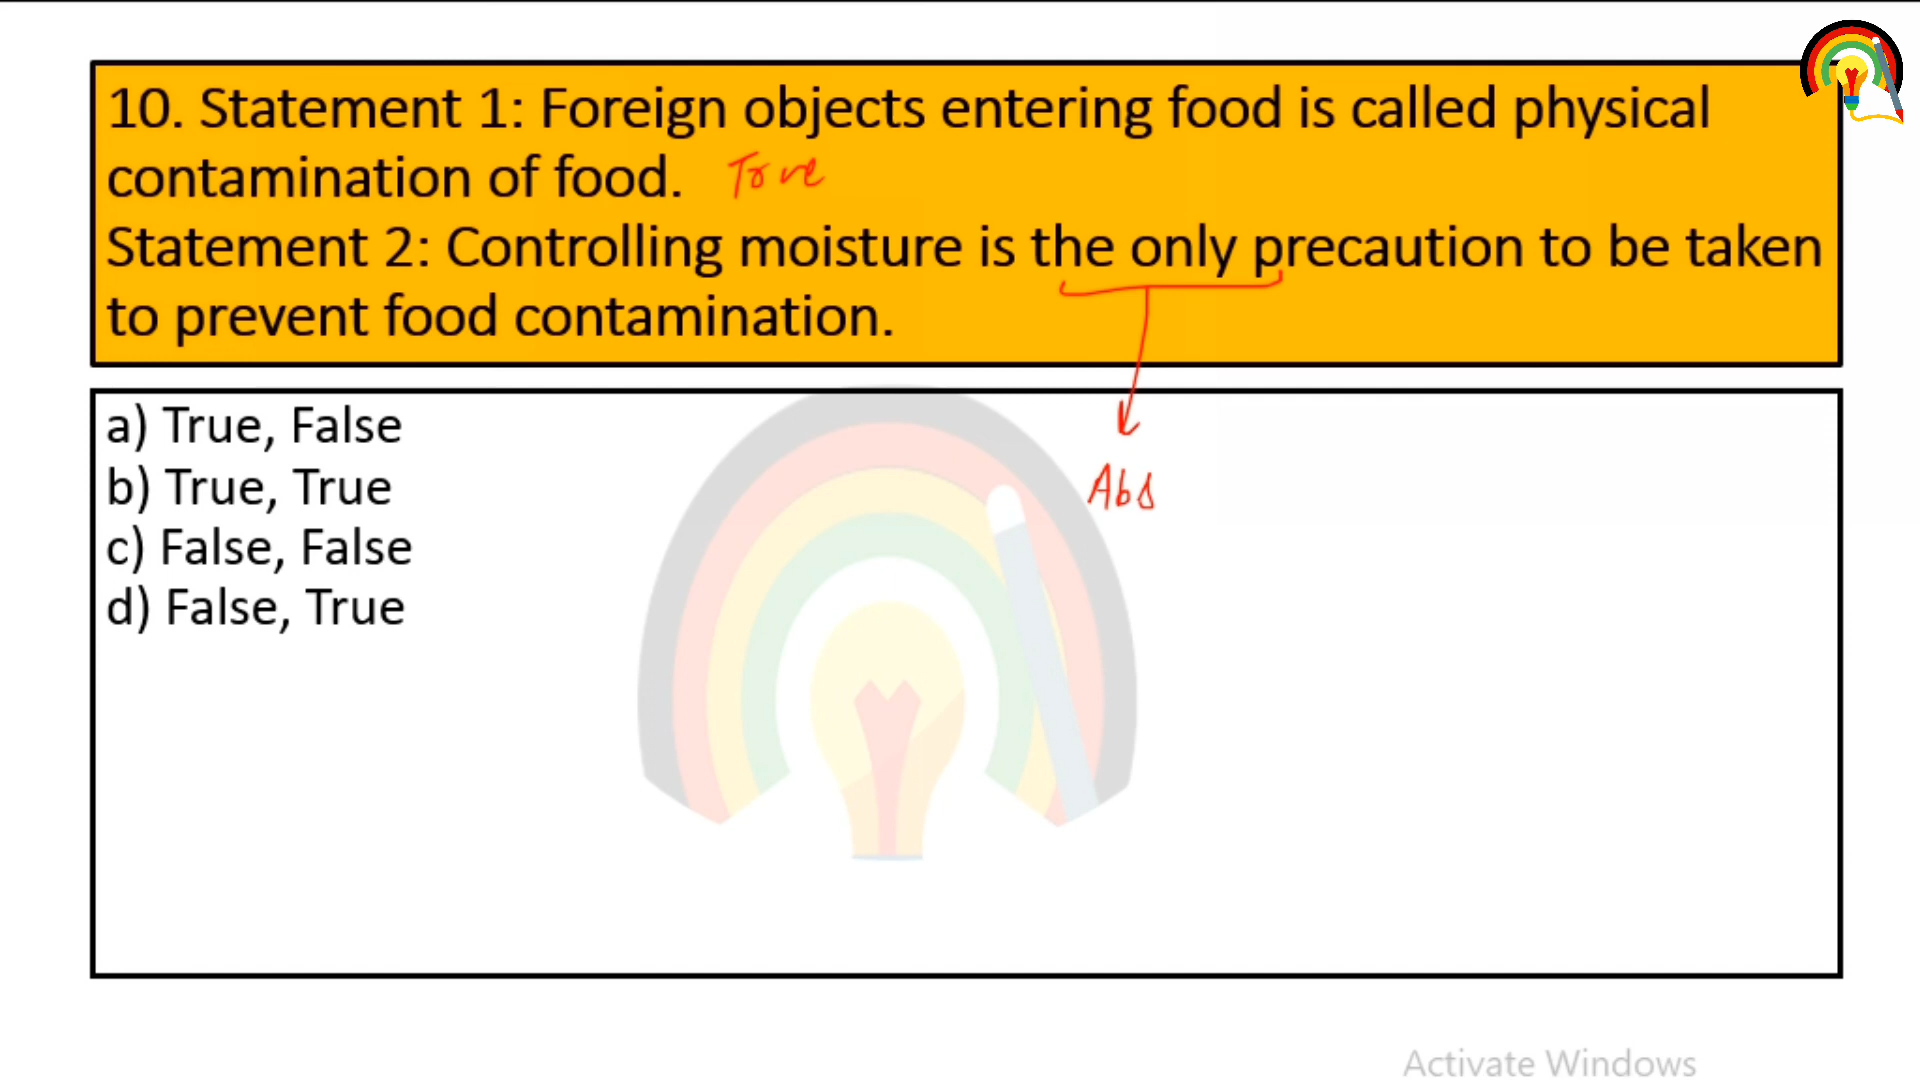 10. Statement 1: Foreign objects entering food is called physical
contamination of food. True
Statement 2: Controlling moisture is the only precaution to be taken
to prevent food contamination.
Abs
a) True, False
b) True, True
c) False, False
d) False, True
Activate Windows